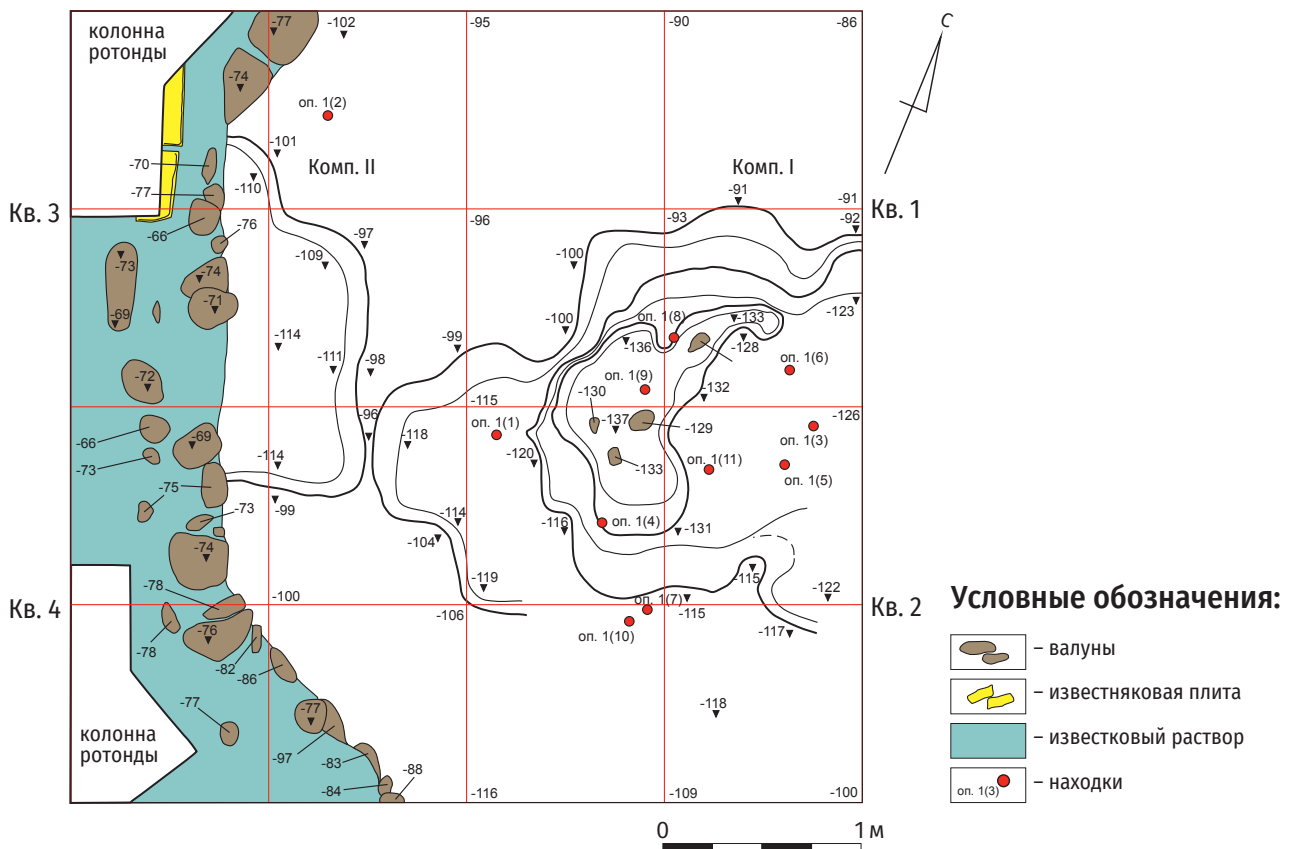 колонна
ротонды
-77
-102
-95
-90
-86
С
-74
оп. 1(2)
-101
-70
-110
Комп. II
Комп. I
-77
-91
-91
Кв. 3
-66
-76
-97
-96
-93
-92
Кв. 1
-73
-74
-109
-100
-69
-71
-114
-111
-98
-99
-100
оп. 1(8)
-133
-123
-136
-128
оп. 1(6)
-72
оп. 1(9)
-132
-130
-96
-115
-126
-66
-69
-118
оп. 1(1)
-137
-129
оп. 1(3)
-73
-114
-120
-133
оп. 1(11)
оп. 1(5)
-75
-73
-99
-114
-104
-116
оп. 1(4)
-131
-74
-78
-119
-115
-122
Кв. 4
-100
-106
оп. 1(7)
-115
Кв. 2
-76
оп. 1(10)
-117
-78
-82
-86
-77
-77
-118
колонна
ротонды
-97
-83
-84
-88
-116
-109
-100
0
1 м
Условные обозначения:
– валуны
– известняковая плита
– известковый раствор
оп. 1(3)
– находки